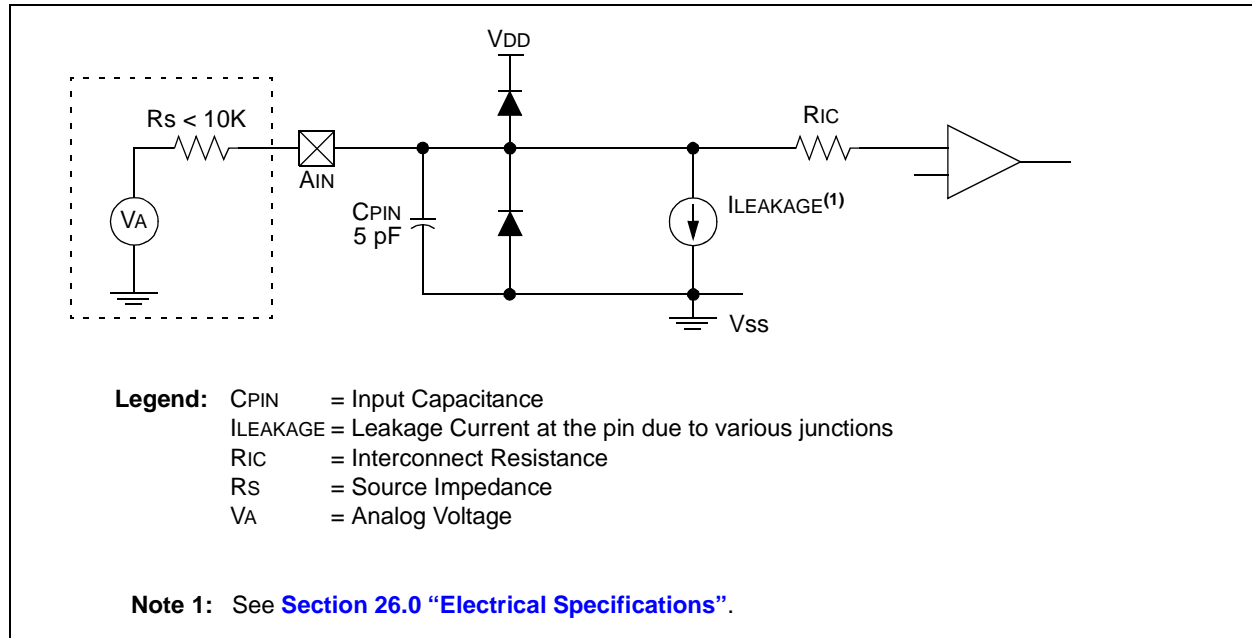 VDD
Rs < 10K
RIC
AIN
CPIN
5 pF
VA
ILEAKAGE(1)
Vss
Legend: CPIN = Input Capacitance
ILEAKAGE = Leakage Current at the pin due to various junctions
RIC = Interconnect Resistance
RS = Source Impedance
VA = Analog Voltage
Note 1: See Section 26.0 “Electrical Specifications”.